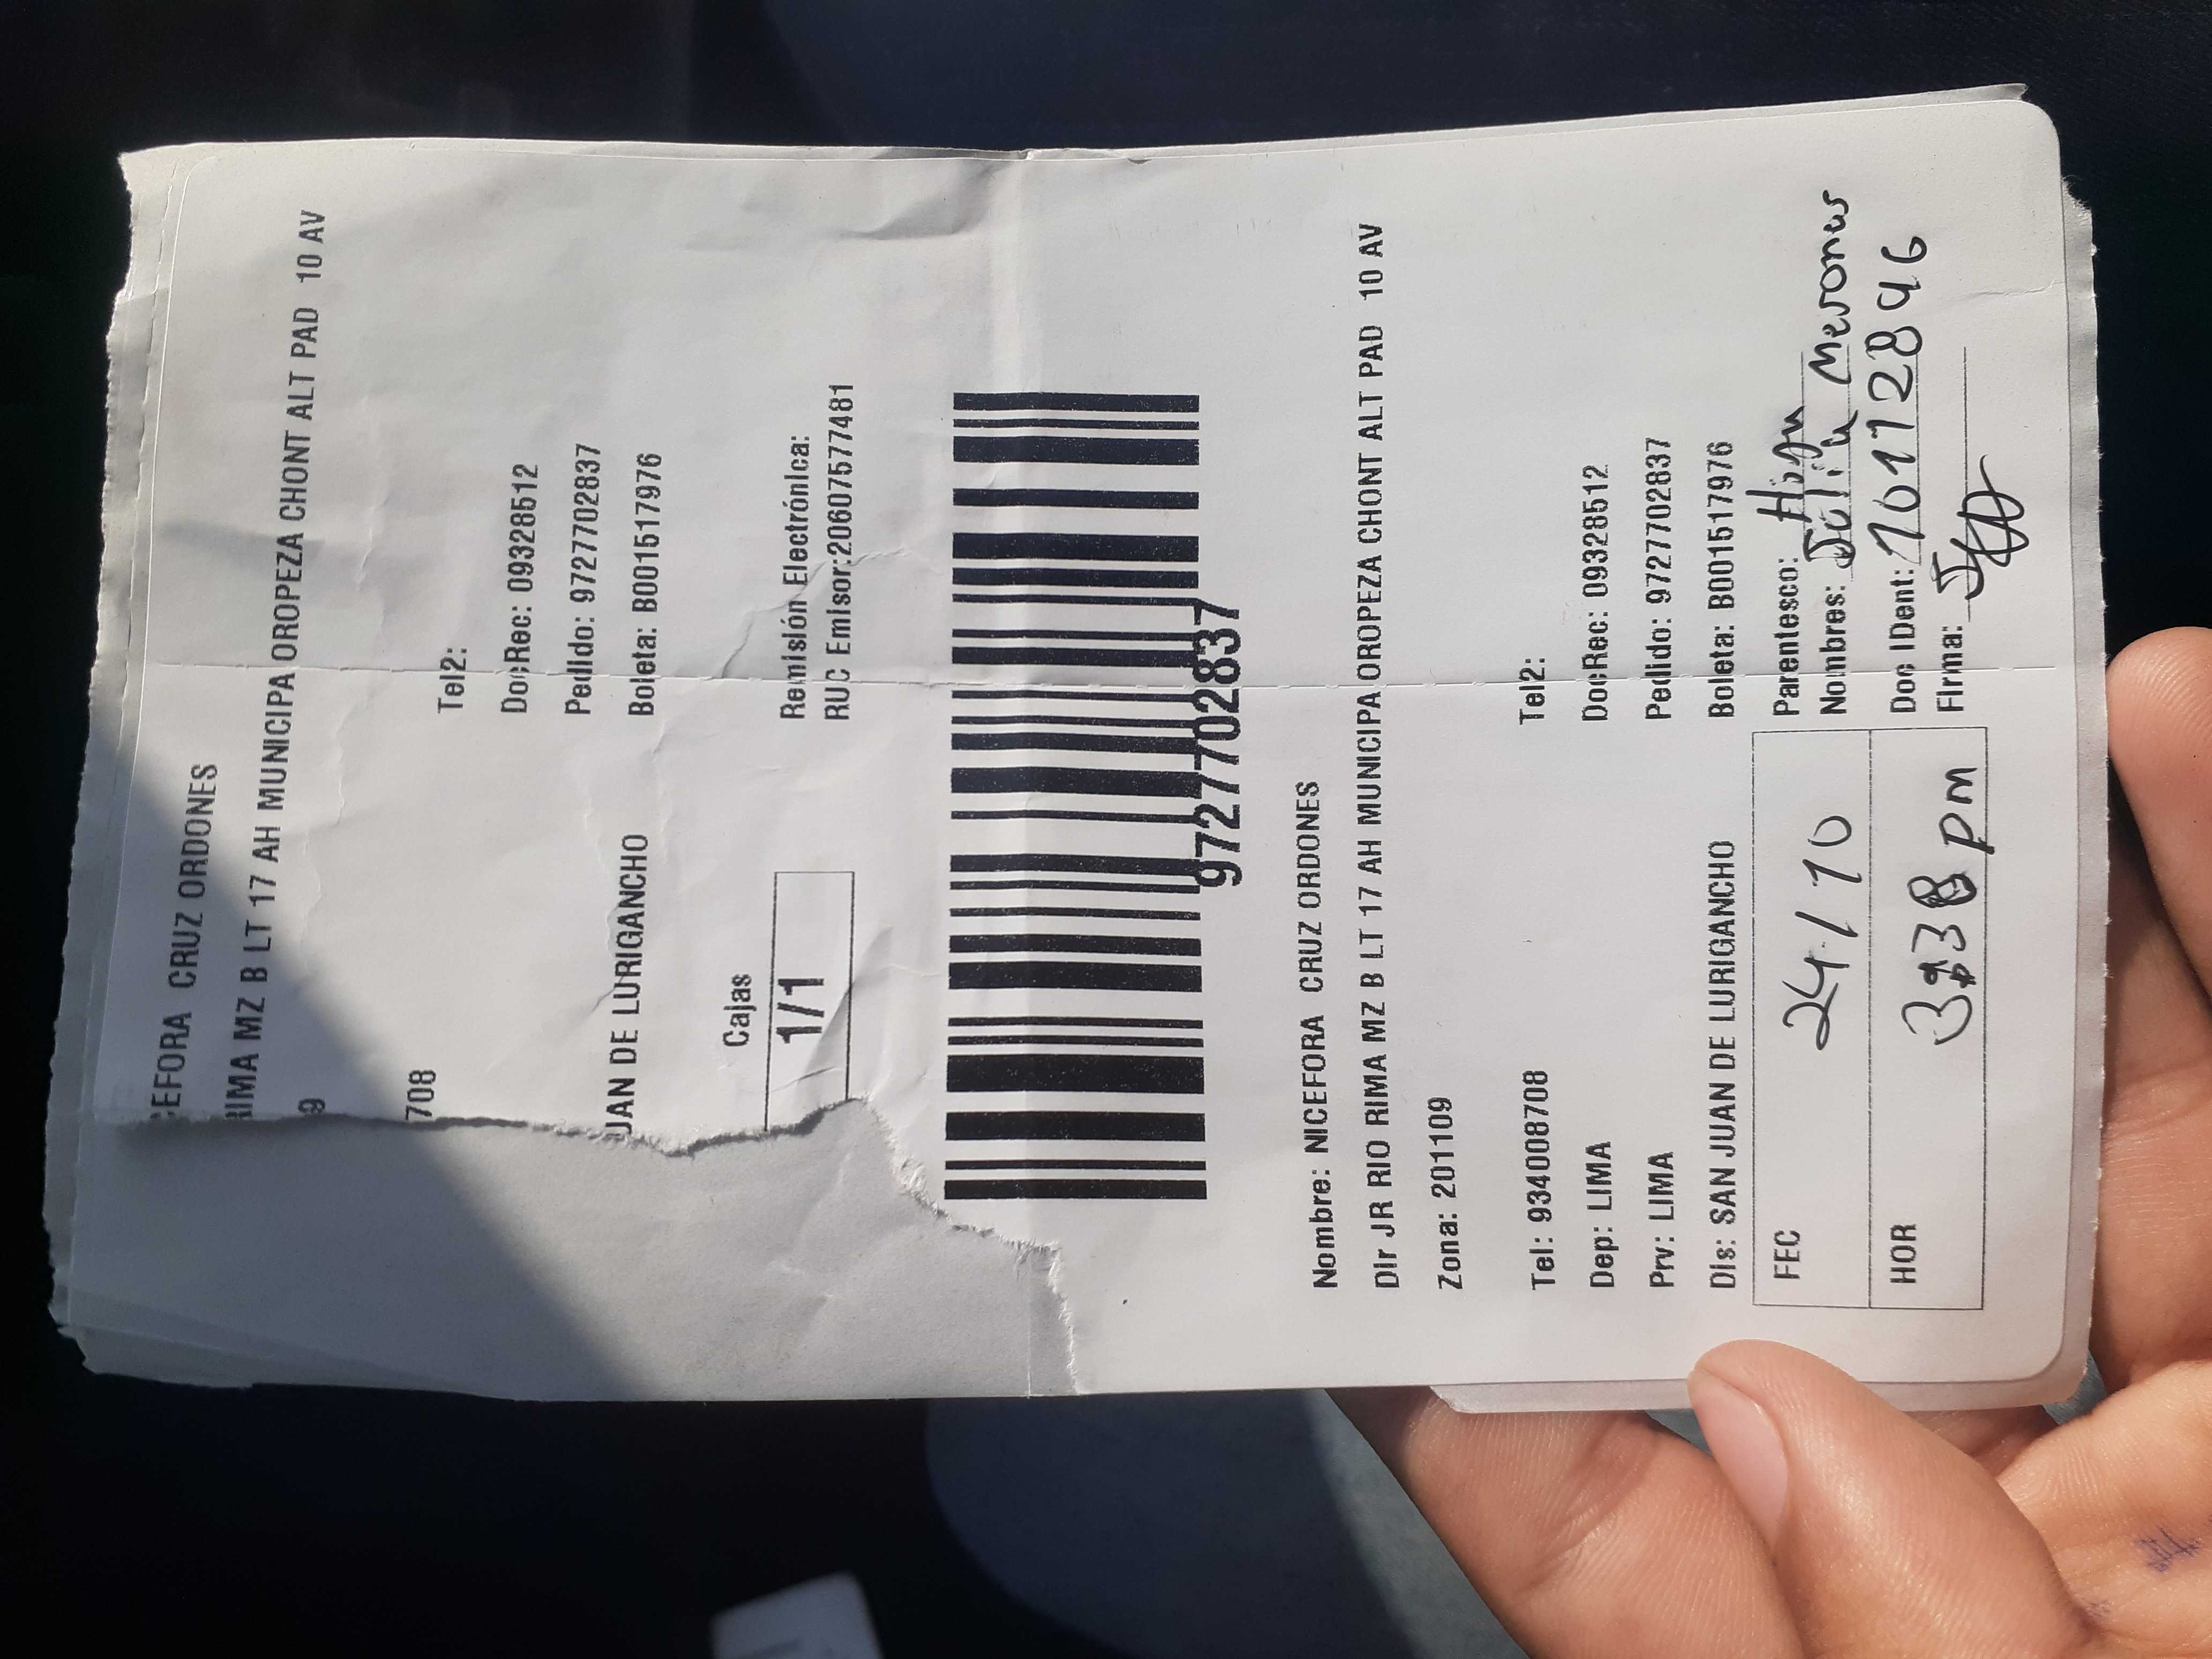 CEFORA CRUZ ORDONES
RIMA MZ B LT 17 AH MUNICIPA OROPEZA CHONT ALT PAD 10 AV
9
708
Tel2:
DocRec: 09328512
Pedido: 9727702837
UAN DE LURIGANCHO
Boleta: B001517976
Cajas
1/1
Remisión Electrónica:
RUC Emisor:20607577481
9727702837
Nombre: NICEFORA CRUZ ORDONES
Dir JR RIO RIMA MZ B LT 17 AH MUNICIPA OROPEZA CHONT ALT PAD 10 AV
Zona: 201109
Tel: 934008708
Tel2:
Dep: LIMA
DocRec: 09328512
Prv: LIMA
Pedido: 9727702837
Dis: SAN JUAN DE LURIGANCHO
Boleta: B001517976
FEC 24/10
Parentesco:
Nombres:
HOR 3:38 pm
Doc IDent:
Firma: